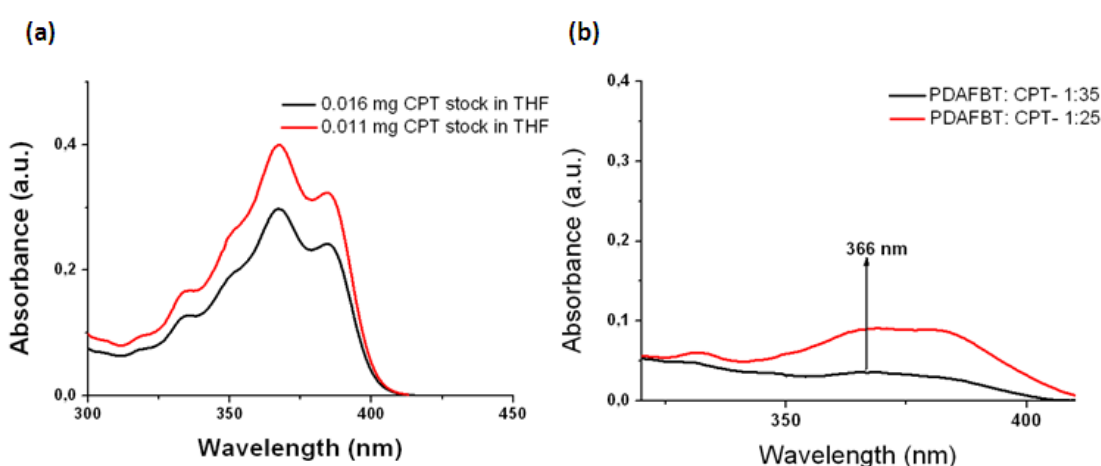 (a)
(b)
0.016 mg CPT stock in THF
0.011 mg CPT stock in THF
0,4
0,2
0,0
Absorbance (a.u.)
300
350
400
450
Wavelength (nm)
PDAFBT: CPT- 1:35
PDAFBT: CPT- 1:25
0,4
0,3
0,2
0,1
0,0
Absorbance (a.u.)
366 nm
350
400
Wavelength (nm)